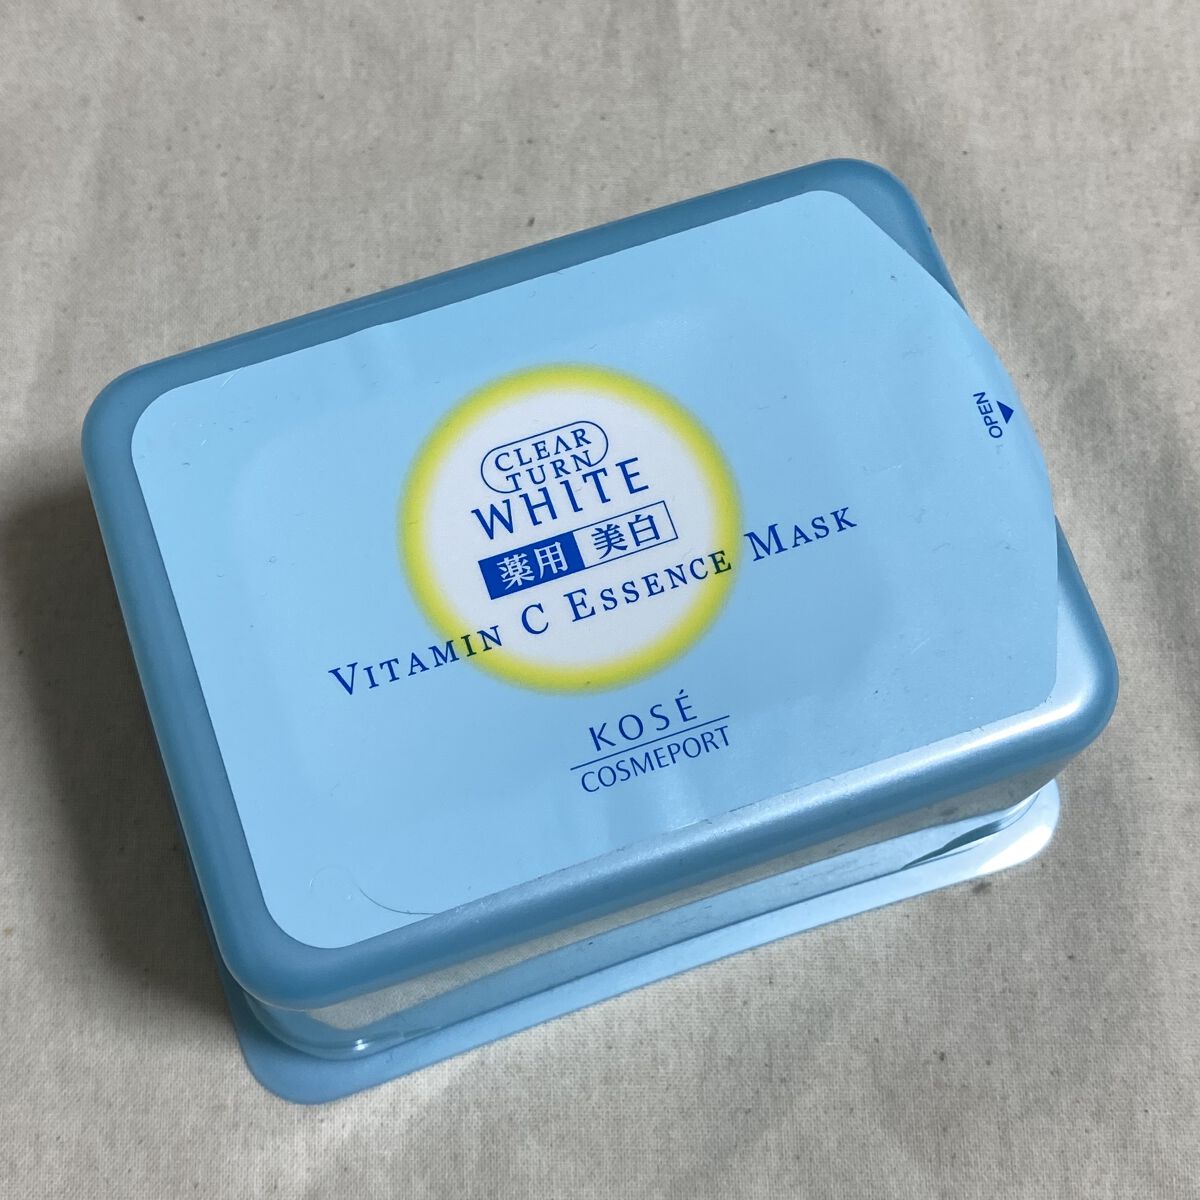 CLEAR
TURN
WHITE
薬用 美白
VITAMIN C ESSENCE MASK
KOSÉ
COSMEPORT
OPEN